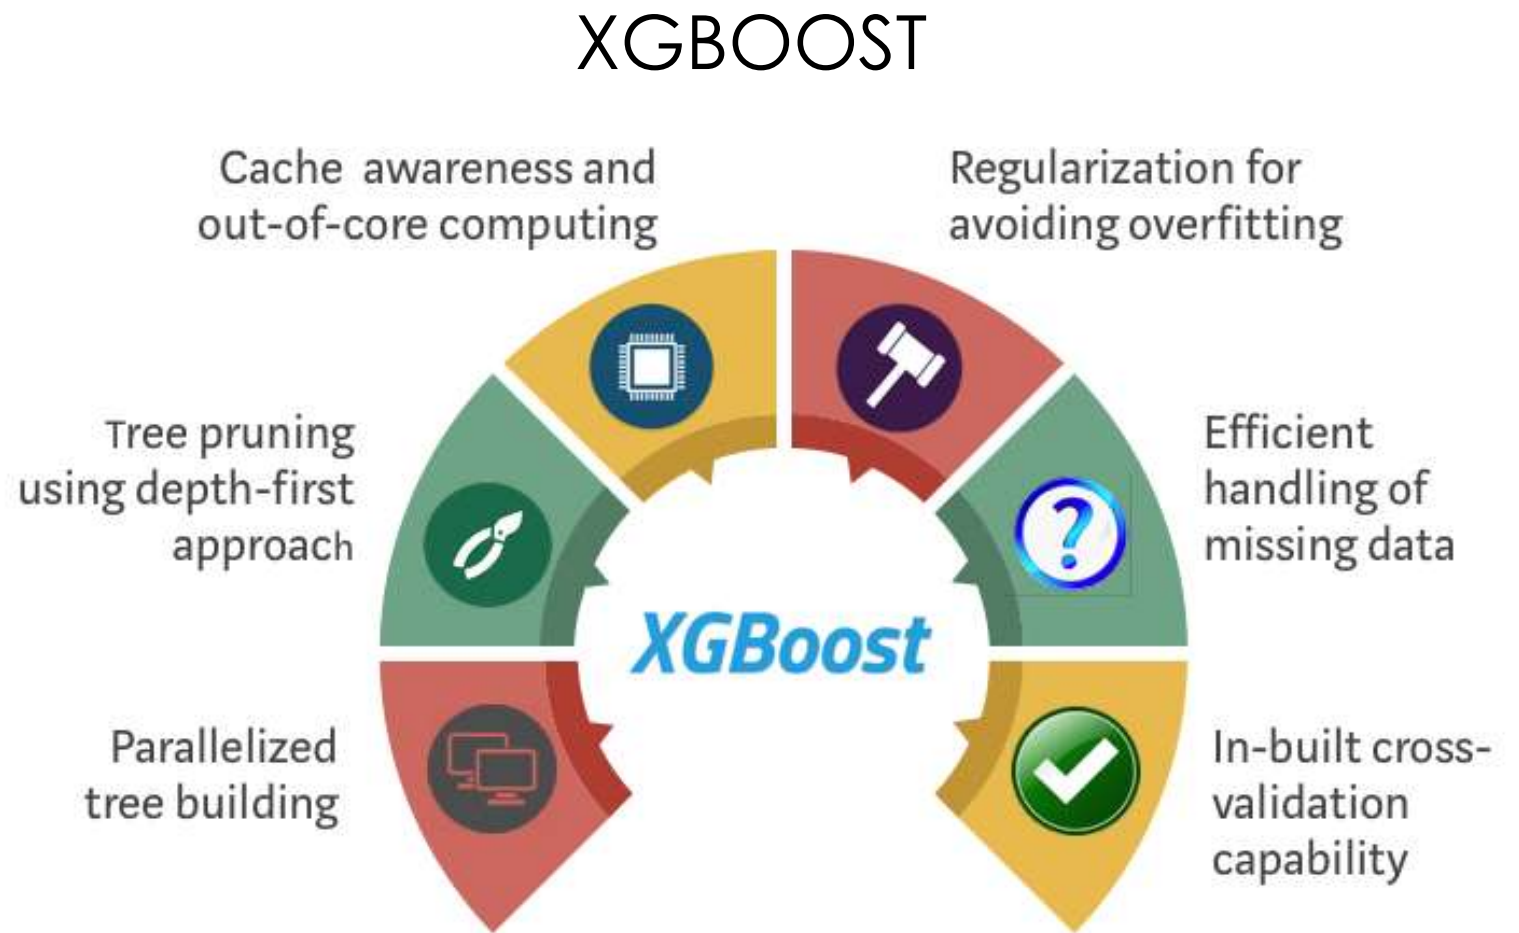 XGBOOST
Cache awareness and
out-of-core computing
Regularization for
avoiding overfitting
Tree pruning
using depth-first
approach
Efficient
handling of
missing data
XGBoost
Parallelized
tree building
In-built cross-
validation
capability
?